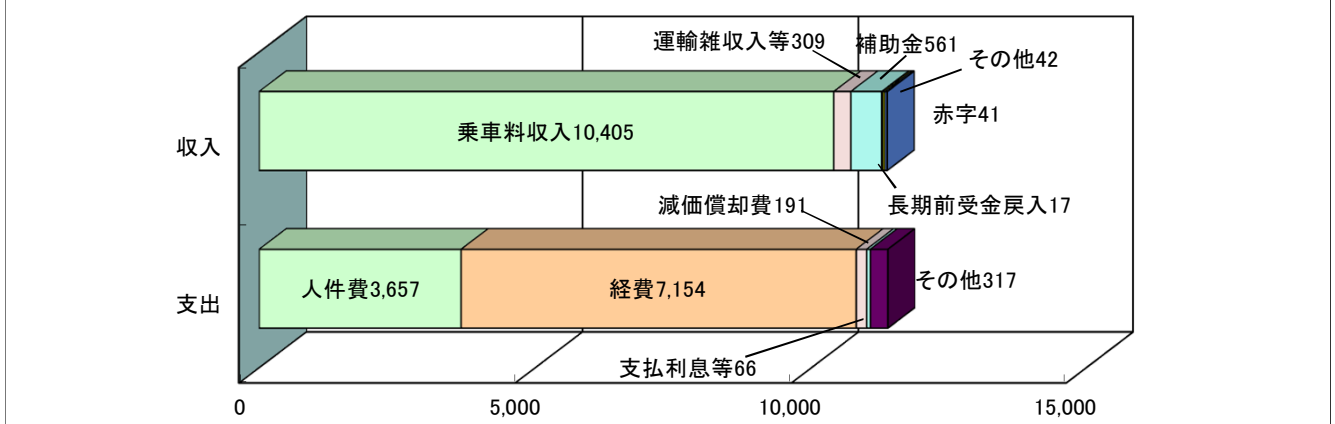 運輸雑収入等309
補助金561
その他42
収入
乗車料収入10,405
赤字41
長期前受金戻入17
減価償却費191
支出
人件費3,657
経費7,154
その他317
支払利息等66
0
5,000
10,000
15,000